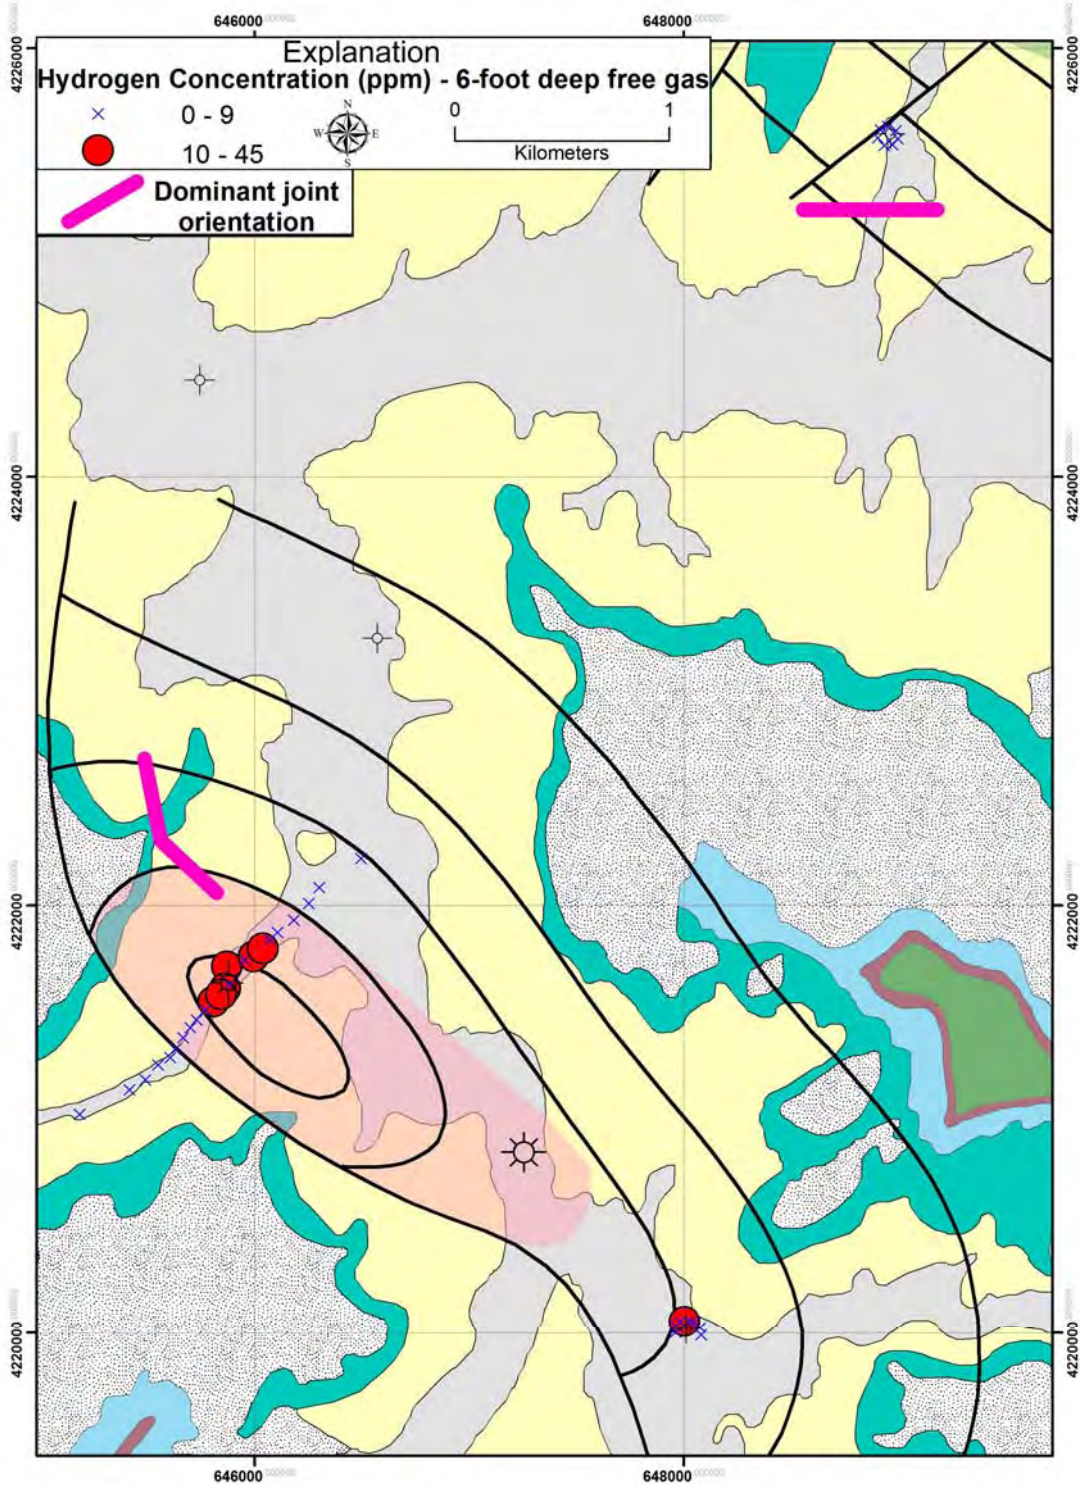 646000
648000
4226000
4226000
Explanation
Hydrogen Concentration (ppm) - 6-foot deep free gas
0 - 9
10 - 45
N
W
E
S
0
1
Kilometers
Dominant joint
orientation
4224000
4224000
4222000
4222000
4220000
4220000
646000
648000